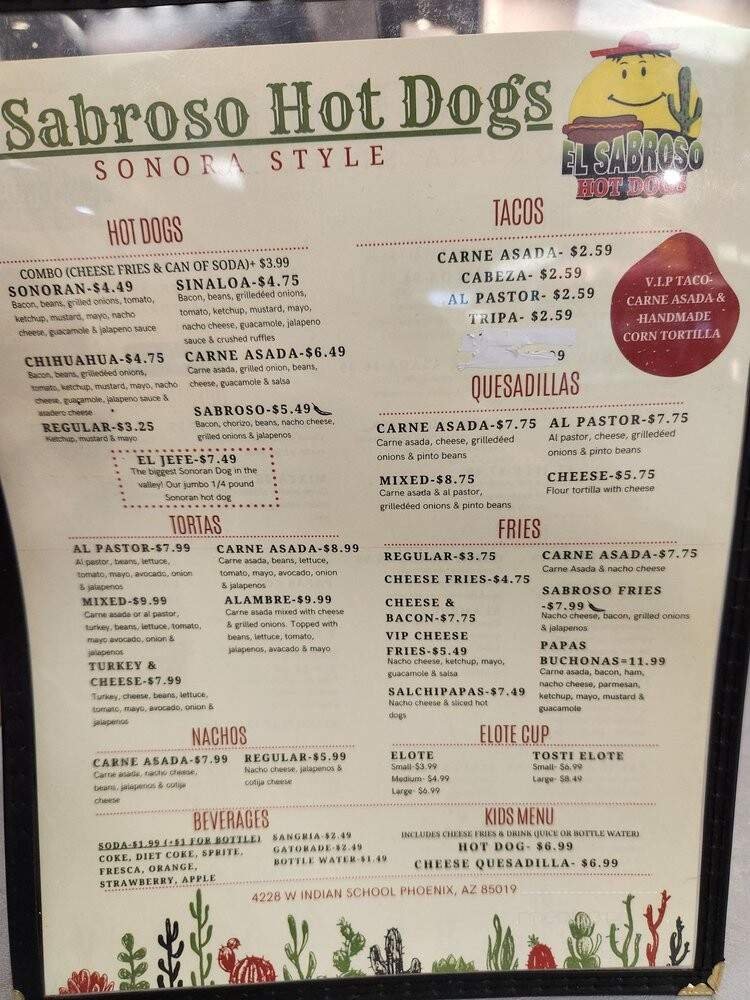 Sabroso Hot Dogs
SONORA STYLE
EL SABROSO
HOT DOGS
HOT DOGS
COMBO (CHEESE FRIES & CAN OF SODA)+ $3.99
SONORAN-$4.49
Bacon, beans, grilled onions, tomato,
ketchup, mustard, mayo, nacho
cheese, guacamole & jalapeno sauce
SINALOA-$4.75
Bacon, beans, grilledéed onions,
tomato, ketchup, mustard, mayo,
nacho cheese, guacamole, jalapeno
sauce & crushed ruffles
CHIHUAHUA-$4.75
Bacon, beans, grilledéed onions,
tomato, ketchup, mustard, mayo, nacho
cheese, guaçamole, jalapeno sauce &
asadero cheese
CARNE ASADA-$6.49
Carne asada, grilled onion, beans,
cheese, guacamole & salsa
REGULAR-$3.25
Ketchup, mustard & mayo
SABROSO-$5.49
Bacon, chorizo, beans, nacho cheese,
grilled onions & jalapenos
EL JEFE-$7.49
The biggest Sonoran Dog in the
valley! Our jumbo 1/4 pound
Sonoran hot dog
TACOS
CARNE ASADA- $2.59
CABEZA- $2.59
AL PASTOR- $2.59
TRIPA- $2.59
9
V.I.P TACO-
CARNE ASADA &
HANDMADE
CORN TORTILLA
QUESADILLAS
CARNE ASADA-$7.75
Carne asada, cheese, grilledéed
onions & pinto beans
AL PASTOR-$7.75
Al pastor, cheese, grilledéed
onions & pinto beans
MIXED-$8.75
Carne asada & al pastor,
grilledéed onions & pinto beans
CHEESE-$5.75
Flour tortilla with cheese
TORTAS
AL PASTOR-$7.99
Al pastor, beans, lettuce,
tomato, mayo, avocado, onion
& jalapenos
CARNE ASADA-$8.99
Carne asada, beans, lettuce,
tomato, mayo, avocado, onion
& jalapenos
MIXED-$9.99
Carne asada or al pastor,
turkey, beans, lettuce, tomato,
mayo avocado, onion &
jalapenos
ALAMBRE-$9.99
Carne asada mixed with cheese
& grilled onions. Topped with
beans, lettuce, tomato,
jalapenos, avocado & mayo
TURKEY &
CHEESE-$7.99
Turkey, cheese, beans, lettuce,
tomato, mayo, avocado, onion &
jalapenos
FRIES
REGULAR-$3.75
CHEESE FRIES-$4.75
CHEESE &
BACON-$7.75
VIP CHEESE
FRIES-$5.49
Nacho cheese, ketchup, mayo,
guacamole & salsa
SALCHIPAPAS-$7.49
Nacho cheese & sliced hot
dogs
CARNE ASADA-$7.75
Carne Asada & nacho cheese
SABROSO FRIES
-$7.99
Nacho cheese, bacon, grilled onions
& jalapenos
PAPAS
BUCHONAS=11.99
Carne asada, bacon, ham,
nacho cheese, parmesan,
ketchup, mayo, mustard &
guacamole
NACHOS
CARNE ASADA-$7.99
Carne asada, nacho cheese,
beans, jalapenos & cotija
cheese
REGULAR-$5.99
Nacho cheese, jalapenos &
cotija cheese
ELOTE CUP
ELOTE
Small-$3.99
Medium- $4.99
Large- $6.99
TOSTI ELOTE
Small- $6.99
Large- $8.49
BEVERAGES
SODA-$1.99 (+$1 FOR BOTTLE)
COKE, DIET COKE, SPRITE,
FRESCA, ORANGE,
STRAWBERRY, APPLE
SANGRIA-$2.49
GATORADE-$2.49
BOTTLE WATER-$1.49
KIDS MENU
INCLUDES CHEESE FRIES & DRINK (JUICE OR BOTTLE WATER)
HOT DOG- $6.99
CHEESE QUESADILLA- $6.99
4228 W INDIAN SCHOOL PHOENIX, AZ 85019